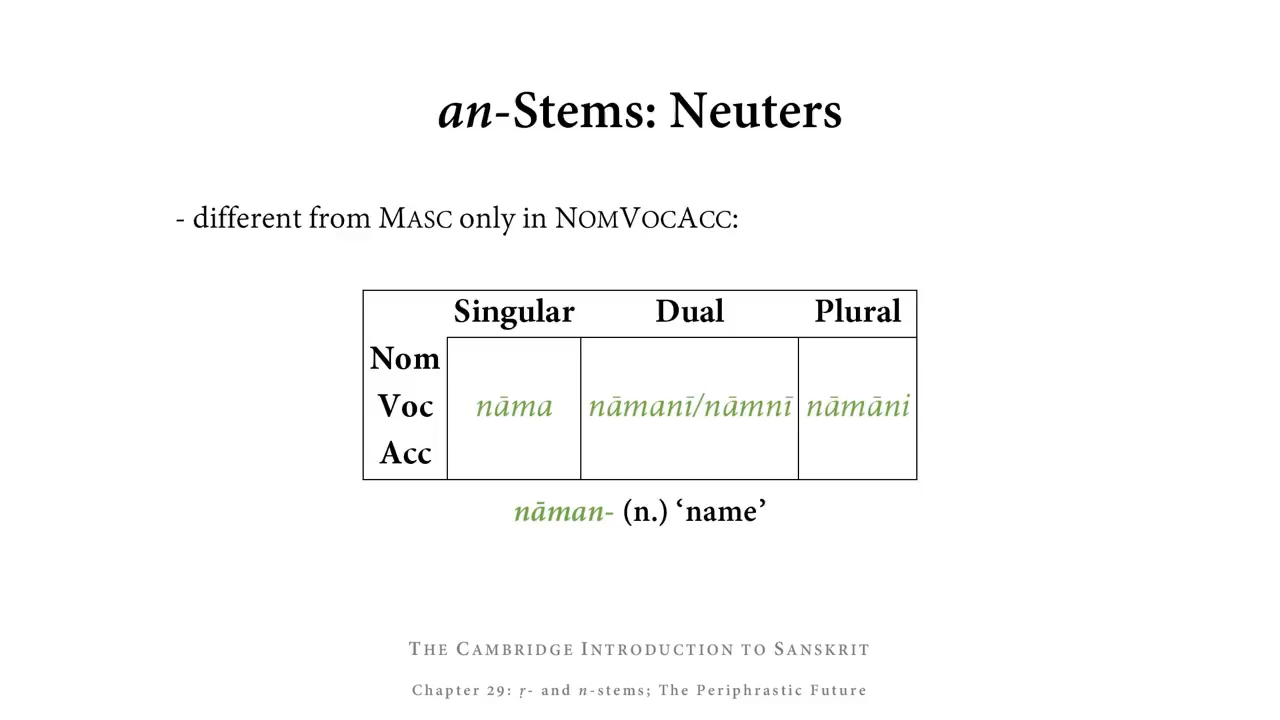 an-Stems: Neuters
- different from MASC only in NOMVOCACC:
Singular Dual Plural
Nom
Voc nāma nāmanī/nāmnī nāmāni
Acc
nāman- (n.) ‘name’
THE CAMBRIDGE INTRODUCTION TO SANSKRIT
Chapter 29: ṛ- and n-stems; The Periphrastic Future